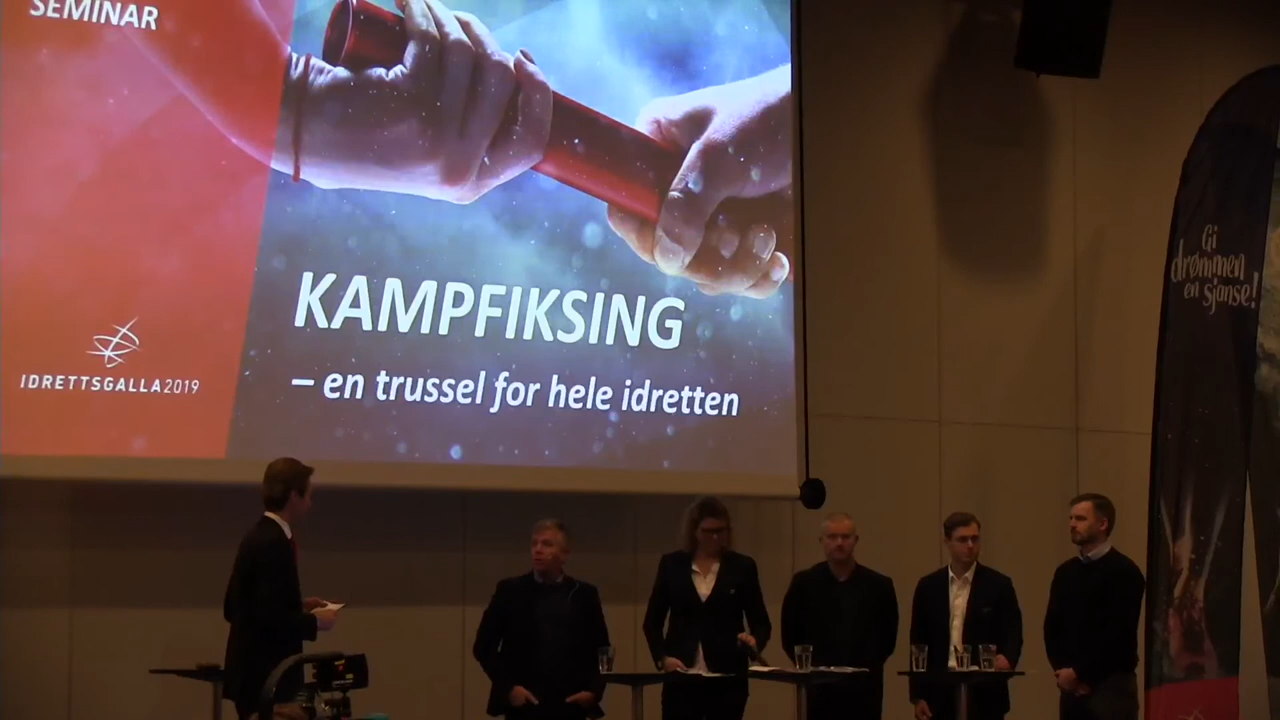 SEMINAR
KAMPFIKSING
– en trussel for hele idretten
IDRETTSGALLA2019
Gi
drømmen
en sjanse!